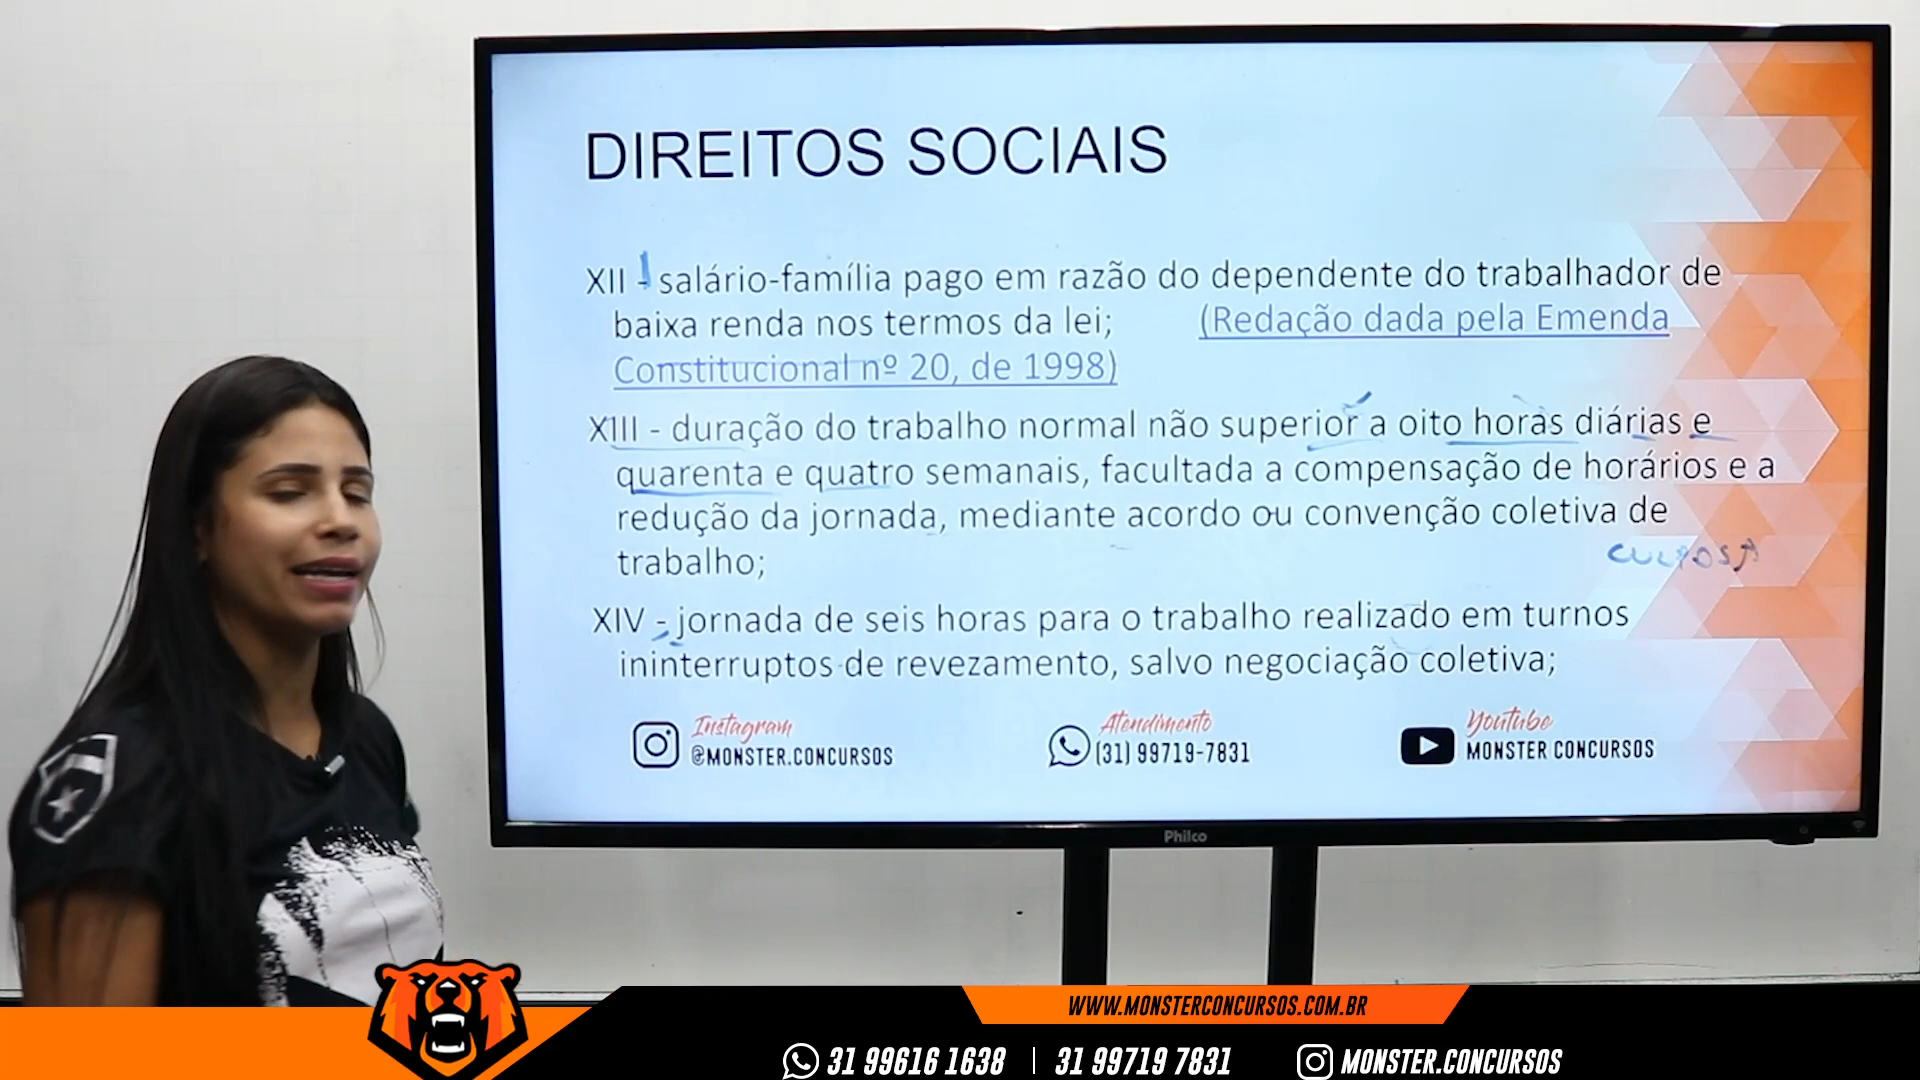 DIREITOS SOCIAIS
XII - salário-família pago em razão do dependente do trabalhador de
baixa renda nos termos da lei; (Redação dada pela Emenda
Constitucional nº 20, de 1998)
XIII - duração do trabalho normal não superior a oito horas diárias e
quarenta e quatro semanais, facultada a compensação de horários e a
redução da jornada, mediante acordo ou convenção coletiva de
trabalho;
CULPOSA
XIV - jornada de seis horas para o trabalho realizado em turnos
ininterruptos de revezamento, salvo negociação coletiva;
Instagram
@MONSTER.CONCURSOS
Atendimento
(31) 99719-7831
Youtube
MONSTER CONCURSOS
Philco
WWW.MONSTERCONCURSOS.COM.BR
31 99616 1638 | 31 99719 7831 MONSTER.CONCURSOS